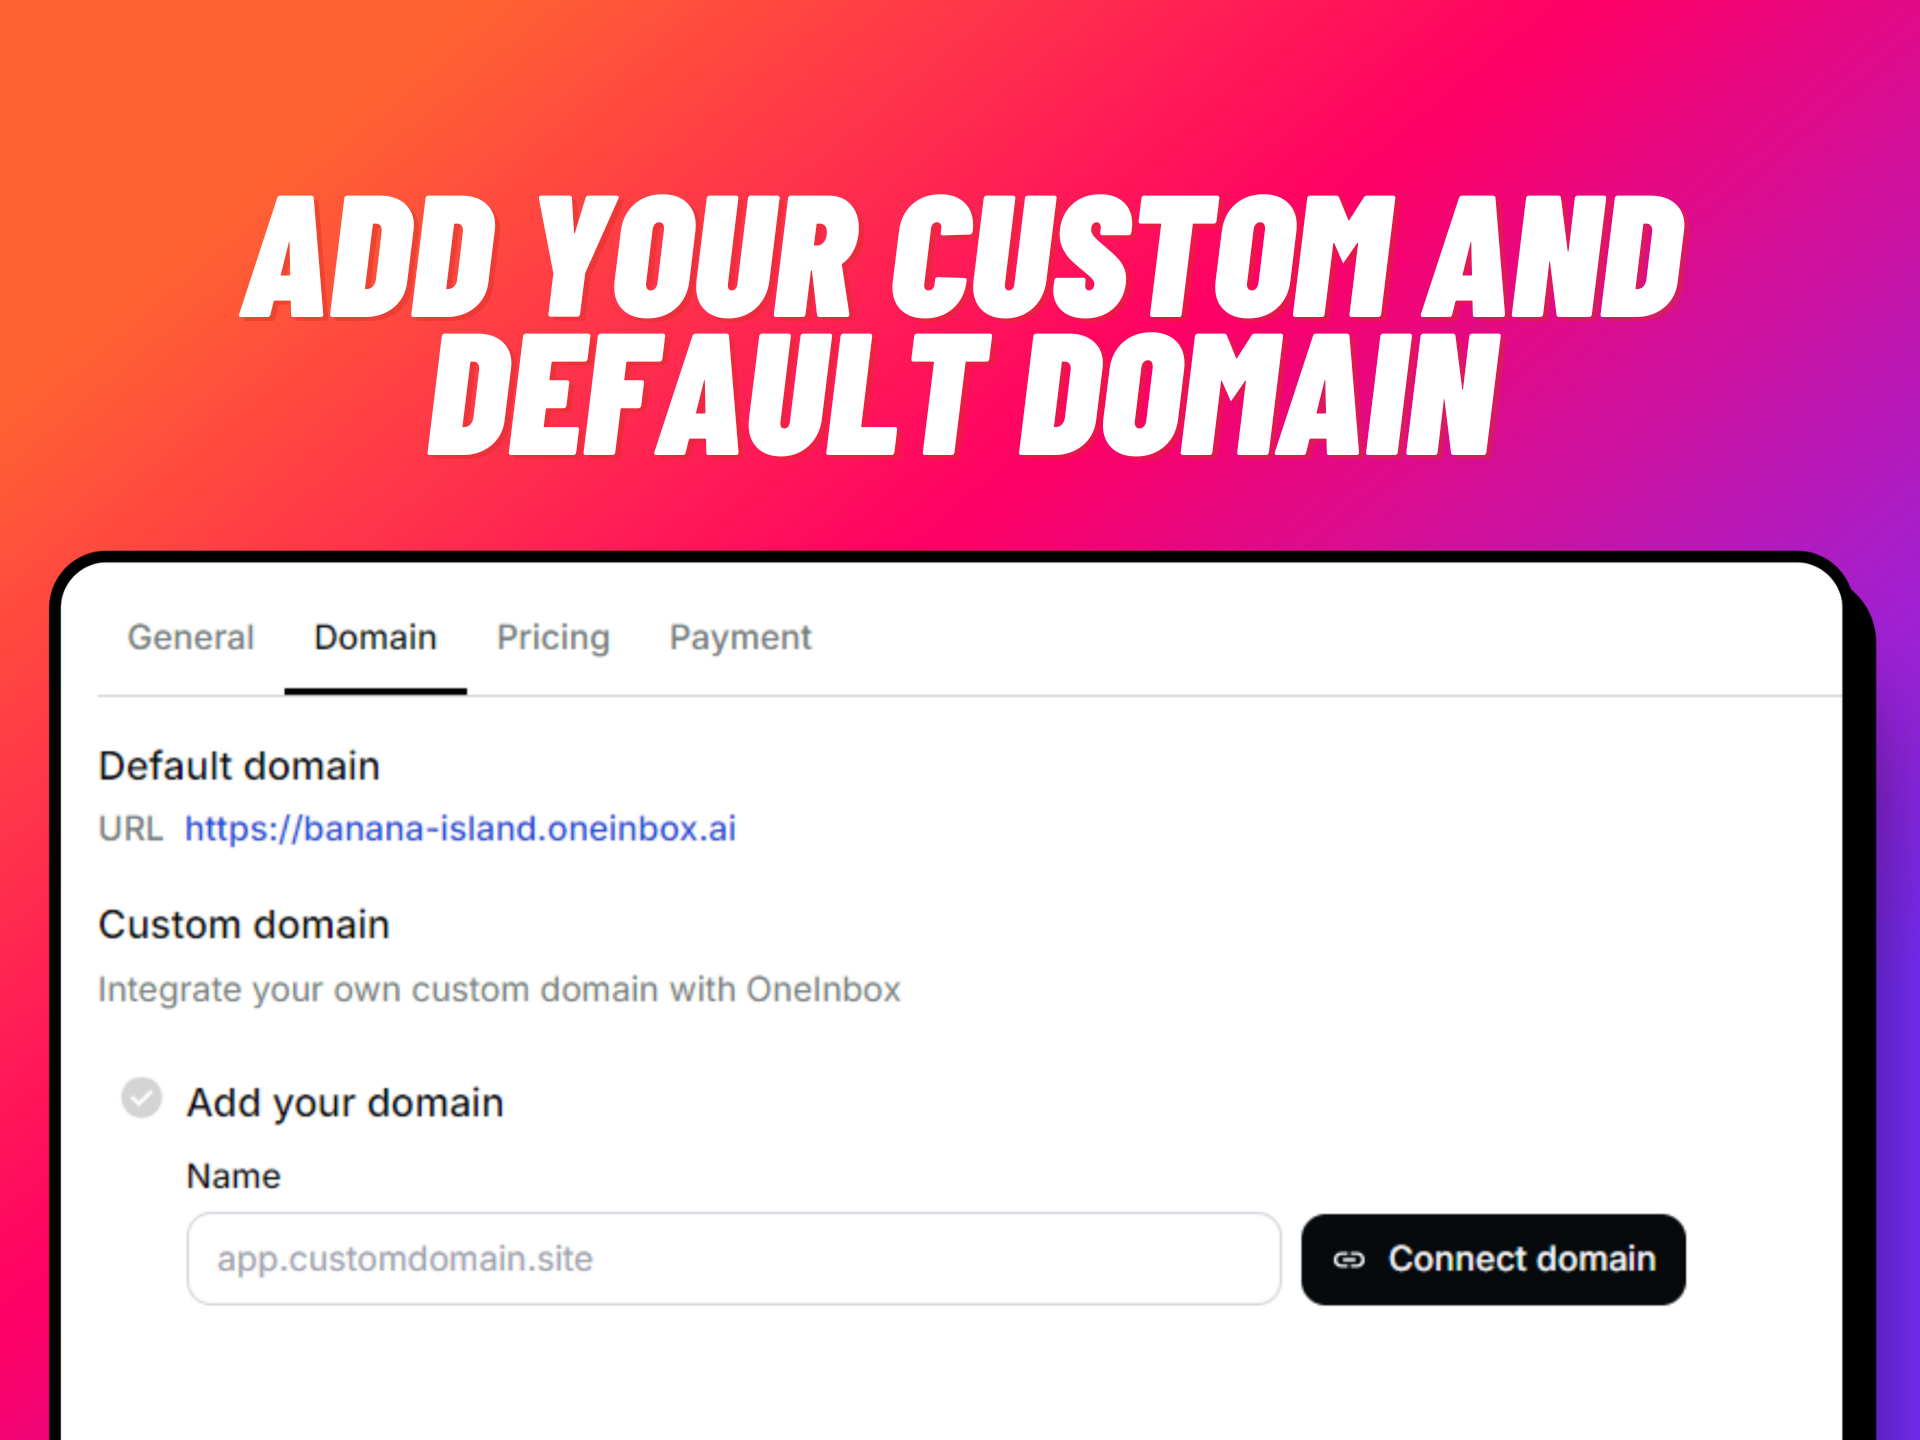 ADD YOUR CUSTOM AND
DEFAULT DOMAIN
General Domain Pricing Payment
Default domain
URL https://banana-island.oneinbox.ai
Custom domain
Integrate your own custom domain with OneInbox
Add your domain
Name
app.customdomain.site Connect domain